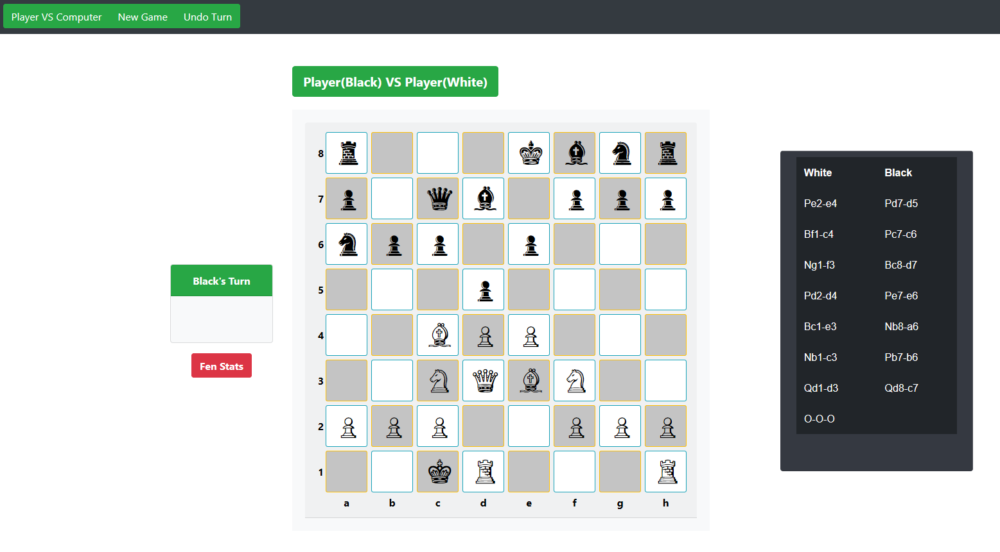 Player VS Computer New Game Undo Turn
Player(Black) VS Player(White)
8
7
6
5
4
3
2
1
a b c d e f g h
Black's Turn
Fen Stats
White Black
Pe2-e4 Pd7-d5
Bf1-c4 Pc7-c6
Ng1-f3 Bc8-d7
Pd2-d4 Pe7-e6
Bc1-e3 Nb8-a6
Nb1-c3 Pb7-b6
Qd1-d3 Qd8-c7
O-O-O